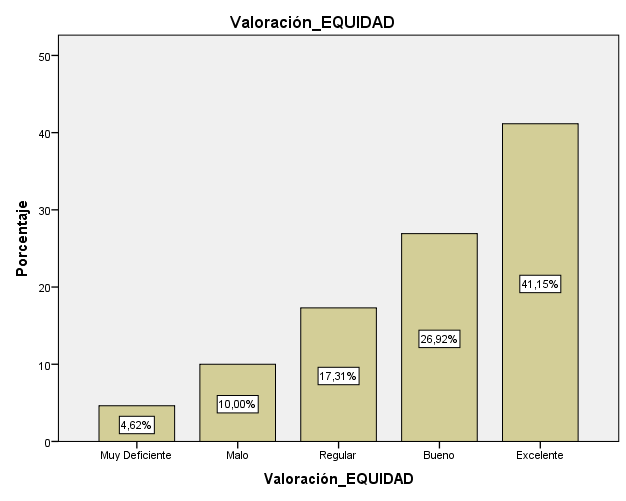 Valoración_EQUIDAD
Porcentaje
50
40
30
20
10
0
4,62%
10,00%
17,31%
26,92%
41,15%
Muy Deficiente
Malo
Regular
Bueno
Excelente
Valoración_EQUIDAD